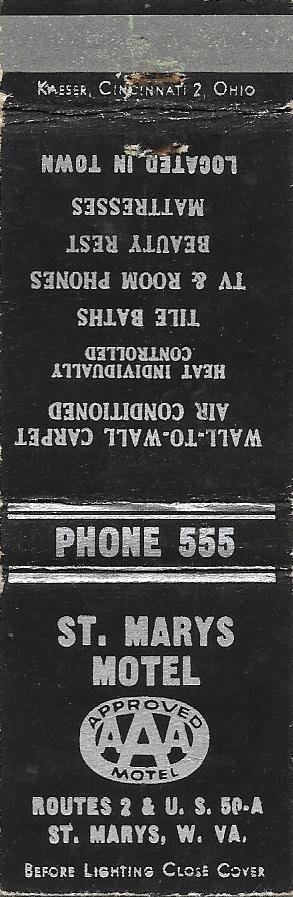 Kaeser, Cincinnati 2, Ohio
WALL-TO-WALL CARPET
AIR CONDITIONED
HEAT INDIVIDUALLY
CONTROLLED
TILE BATHS
TV & ROOM PHONES
BEAUTY REST
MATTRESSES
LOCATED IN TOWN
PHONE 555
ST. MARYS
MOTEL
APPROVED
AAA
MOTEL
ROUTES 2 & U. S. 50-A
ST. MARYS, W. VA.
Before Lighting Close Cover